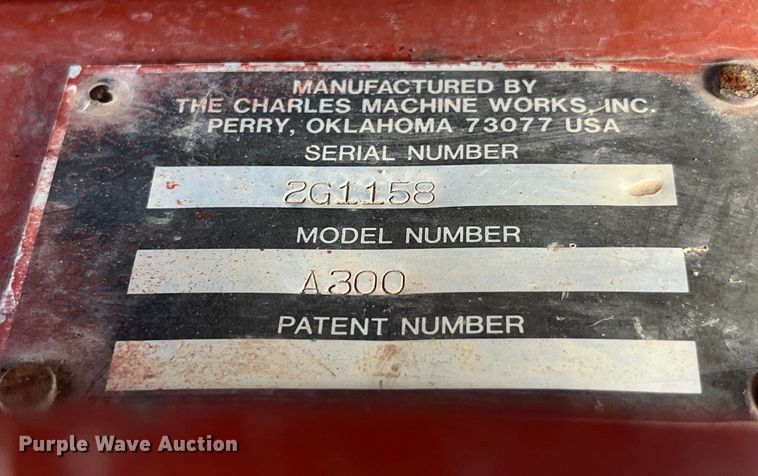 MANUFACTURED BY
THE CHARLES MACHINE WORKS, INC.
PERRY, OKLAHOMA 73077 USA
SERIAL NUMBER
2G1158
MODEL NUMBER
A300
PATENT NUMBER
Purple Wave Auction